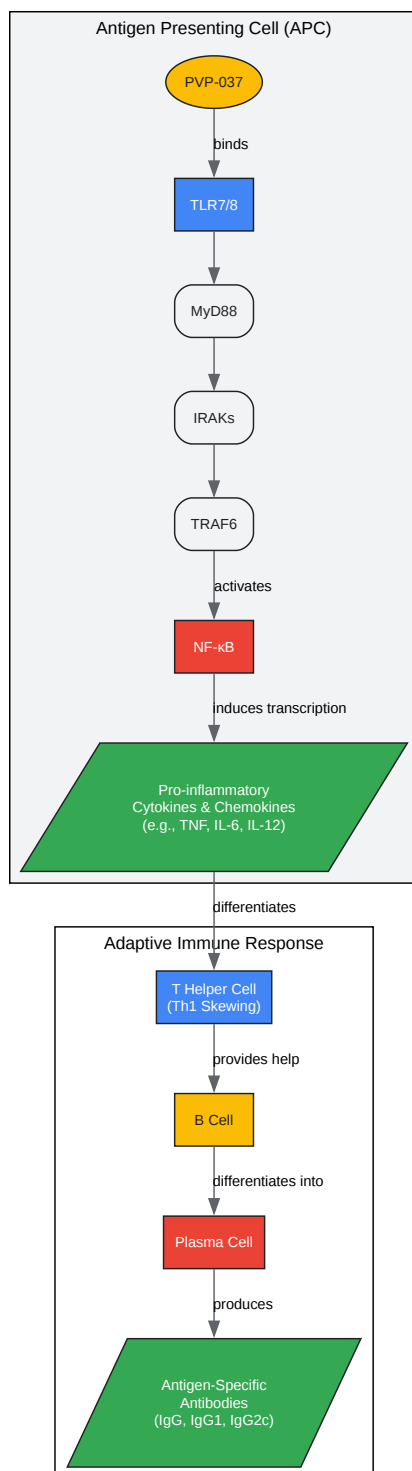 Antigen Presenting Cell (APC)
PVP-037
binds
TLR7/8
MyD88
IRAKs
TRAF6
activates
NF-κB
induces transcription
Pro-inflammatory
Cytokines & Chemokines
(e.g., TNF, IL-6, IL-12)
differentiates
Adaptive Immune Response
T Helper Cell
(Th1 Skewing)
provides help
B Cell
differentiates into
Plasma Cell
produces
Antigen-Specific
Antibodies
(IgG, IgG1, IgG2c)